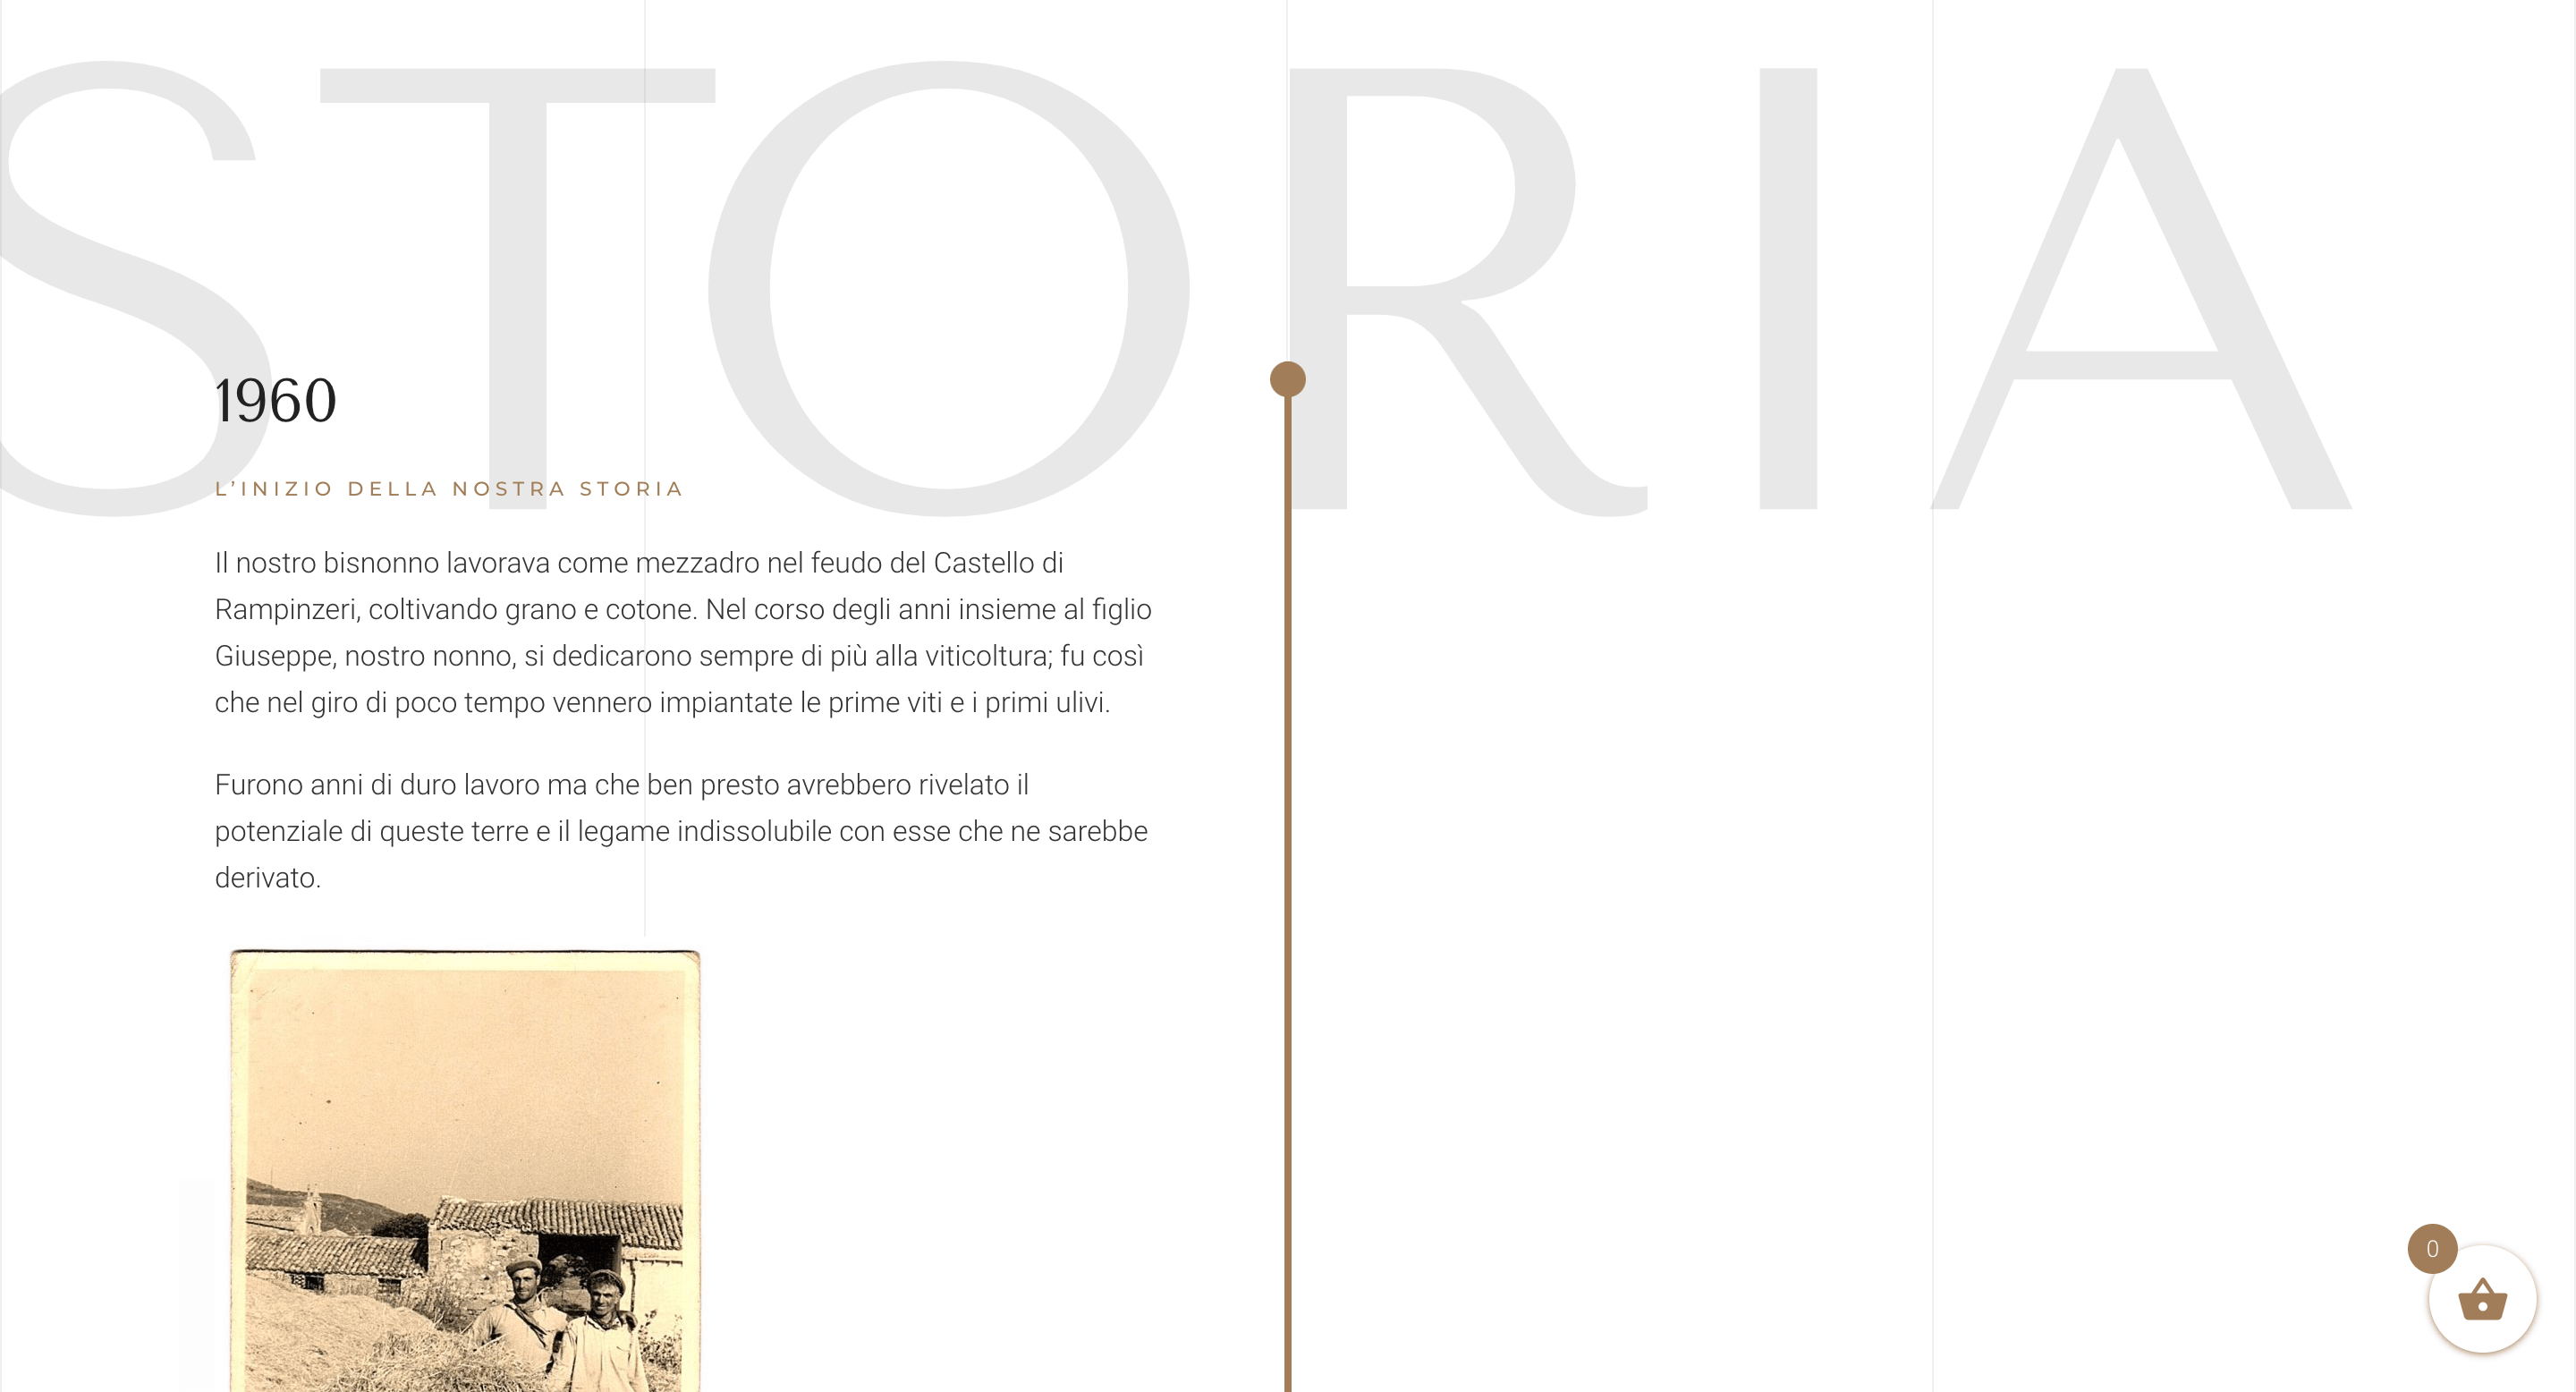 STORIA
1960
L’INIZIO DELLA NOSTRA STORIA
Il nostro bisnonno lavorava come mezzadro nel feudo del Castello di
Rampinzeri, coltivando grano e cotone. Nel corso degli anni insieme al figlio
Giuseppe, nostro nonno, si dedicarono sempre di più alla viticoltura; fu così
che nel giro di poco tempo vennero impiantate le prime viti e i primi ulivi.
Furono anni di duro lavoro ma che ben presto avrebbero rivelato il
potenziale di queste terre e il legame indissolubile con esse che ne sarebbe
derivato.
0